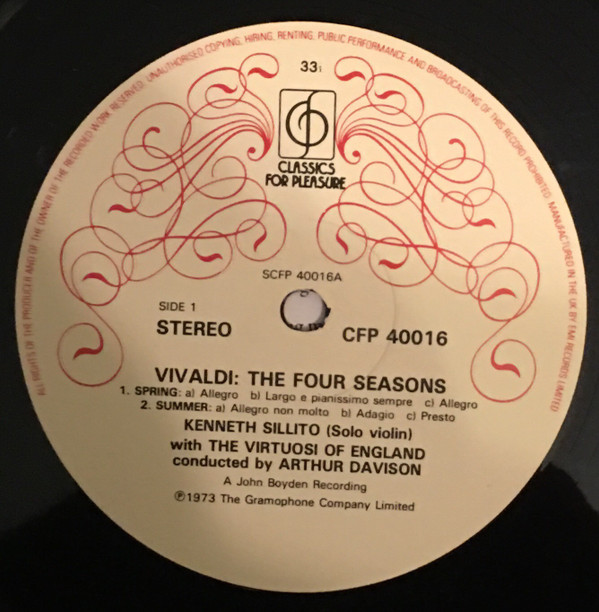 ALL RIGHTS OF THE PRODUCER AND OF THE OWNER OF THE RECORDED WORK RESERVED. UNAUTHORISED COPYING, HIRING, RENTING, PUBLIC PERFORMANCE AND BROADCASTING OF THIS RECORD PROHIBITED. MANUFACTURED IN THE UK BY EMI RECORDS LIMITED
33⅓
CLASSICS
FOR PLEASURE
SCFP 40016A
SIDE 1
STEREO
CFP 40016
VIVALDI: THE FOUR SEASONS
1. SPRING: a) Allegro b) Largo e pianissimo sempre c) Allegro
2. SUMMER: a) Allegro non molto b) Adagio c) Presto
KENNETH SILLITO (Solo violin)
with THE VIRTUOSI OF ENGLAND
conducted by ARTHUR DAVISON
A John Boyden Recording
℗1973 The Gramophone Company Limited